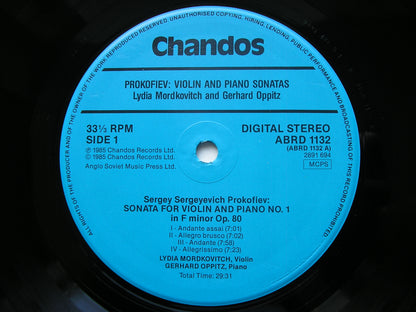 ALL RIGHTS OF THE PRODUCER AND OF THE OWNER OF THE WORK REPRODUCED RESERVED. UNAUTHORISED COPYING, HIRING, LENDING, PUBLIC PERFORMANCE AND BROADCASTING OF THIS RECORD PROHIBITED.
Chandos
PROKOFIEV: VIOLIN AND PIANO SONATAS
Lydia Mordkovitch and Gerhard Oppitz
33⅓ RPM
SIDE 1
℗ 1985 Chandos Records Ltd.
© 1985 Chandos Records Ltd.
Anglo Soviet Music Press Ltd.
DIGITAL STEREO
ABRD 1132
(ABRD 1132 A)
2691 694
MCPS
Sergey Sergeyevich Prokofiev:
SONATA FOR VIOLIN AND PIANO NO. 1
in F minor Op. 80
I - Andante assai (7:01)
II - Allegro brusco (7:02)
III - Andante (7:58)
IV - Allegrissimo (7:23)
LYDIA MORDKOVITCH, Violin
GERHARD OPPITZ, Piano
Total Time: 29:31